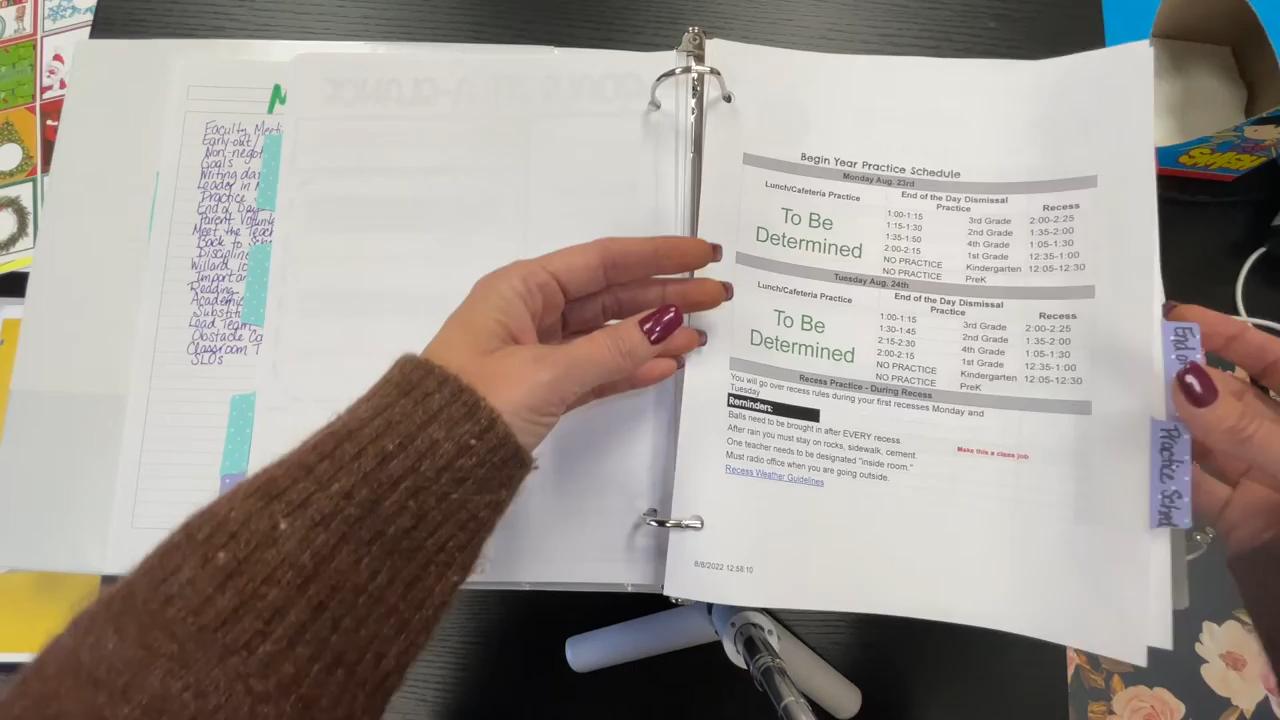 Faculty Meeti
Early-out/
Non-negot
Goals
Writing da
Leader in
Practice
End of Day
Parent Volunte
Meet the Teach
Back to
Discipline
Willard
Importan
Reading
Academic
Substit
Lead Team
Obstacle Co
Classroom T
SLOs
Begin Year Practice Schedule
Monday Aug. 23rd
Lunch/Cafeteria Practice
To Be
Determined
End of the Day Dismissal
Practice
Recess
1:00-1:15 3rd Grade 2:00-2:25
1:15-1:30 2nd Grade 1:35-2:00
1:35-1:50 4th Grade 1:05-1:30
2:00-2:15 1st Grade 12:35-1:00
NO PRACTICE Kindergarten 12:05-12:30
NO PRACTICE PreK
Tuesday Aug. 24th
Lunch/Cafeteria Practice
To Be
Determined
End of the Day Dismissal
Practice
Recess
1:00-1:15 3rd Grade 2:00-2:25
1:30-1:45 2nd Grade 1:35-2:00
2:15-2:30 4th Grade 1:05-1:30
2:00-2:15 1st Grade 12:35-1:00
NO PRACTICE Kindergarten 12:05-12:30
NO PRACTICE PreK
Recess Practice - During Recess
You will go over recess rules during your first recesses Monday and
Tuesday
Reminders:
Balls need to be brought in after EVERY recess.
After rain you must stay on rocks, sidewalk, cement.
Make this a class job
One teacher needs to be designated "inside room."
Must radio office when you are going outside.
Recess Weather Guidelines
8/8/2022 12:58:10
End o
Practice Sched
SMASH